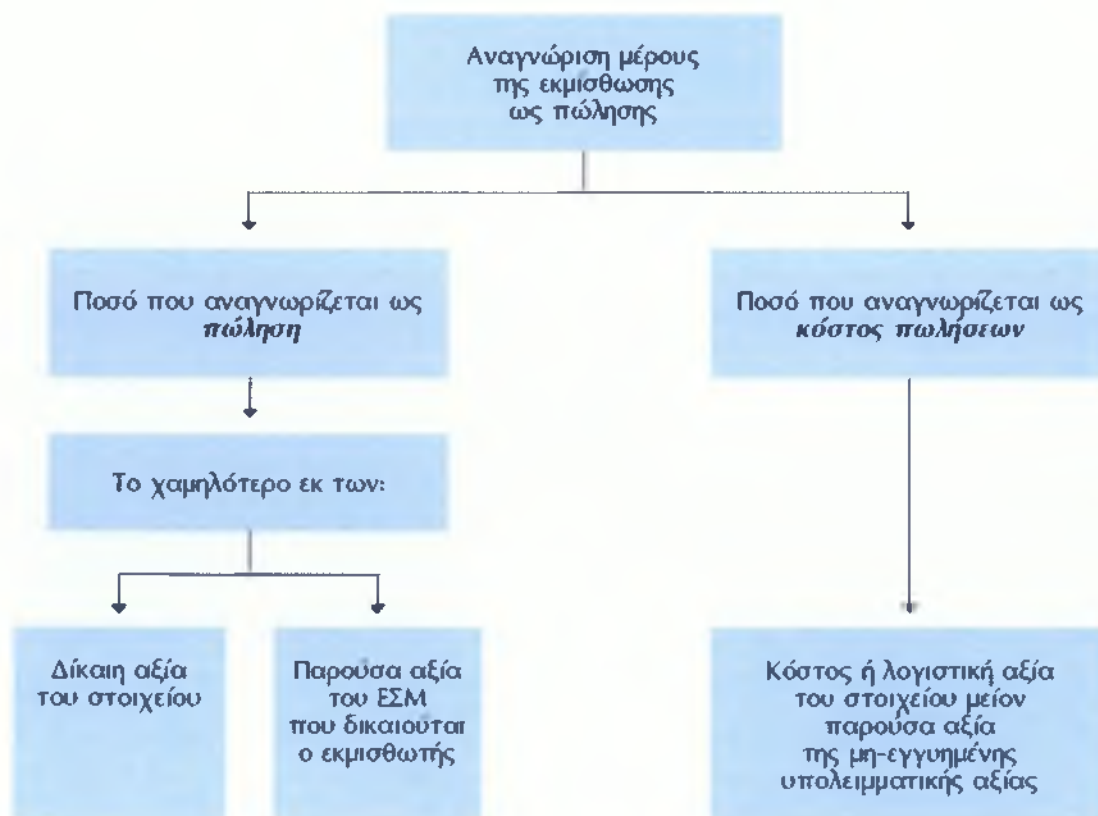 Αναγνώριση μέρους
της εκμίσθωσης
ως πώλησης
Ποσό που αναγνωρίζεται ως
πώληση
Ποσό που αναγνωρίζεται ως
κόστος πωλήσεων
Το χαμηλότερο εκ των:
Δίκαιη αξία
του στοιχείου
Παρούσα αξία
του ΕΣΜ
που δικαιούται
ο εκμισθωτής
Κόστος ή λογιστική αξία
του στοιχείου μείον
παρούσα αξία
της μη-εγγυημένης
υπολειμματικής αξίας